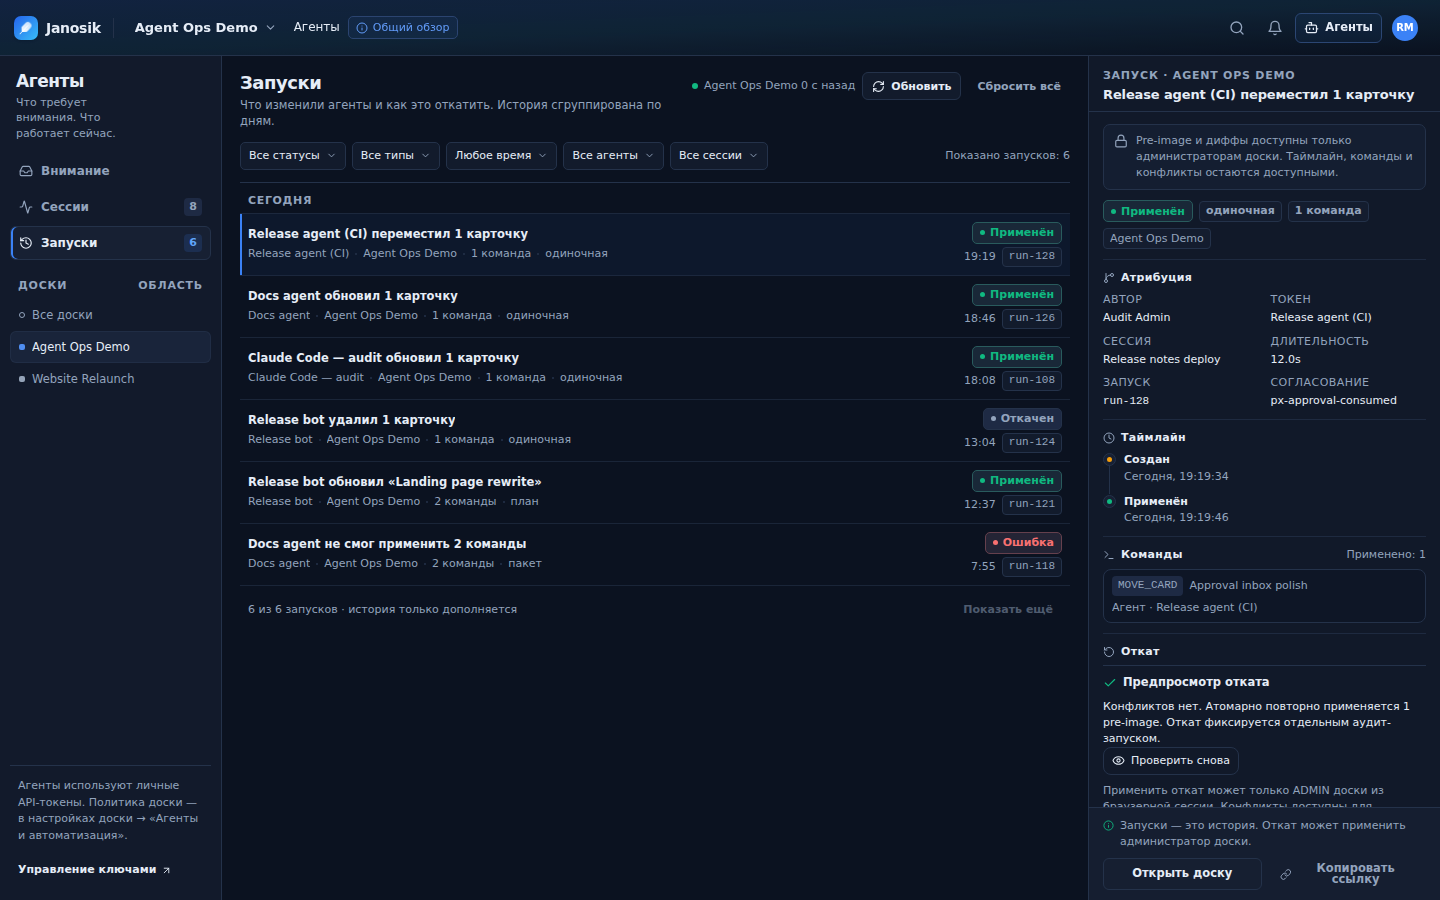 Janosik
Agent Ops Demo
Агенты
Общий обзор
Агенты
RM
Агенты
Что требует
внимания. Что
работает сейчас.
Внимание
Сессии 8
Запуски 6
ДОСКИ ОБЛАСТЬ
Все доски
Agent Ops Demo
Website Relaunch
Агенты используют личные
API-токены. Политика доски —
в настройках доски → «Агенты
и автоматизация».
Управление ключами
Запуски
Что изменили агенты и как это откатить. История сгруппирована по
дням.
Agent Ops Demo 0 с назад
Обновить
Сбросить всё
Все статусы
Все типы
Любое время
Все агенты
Все сессии
Показано запусков: 6
СЕГОДНЯ
Release agent (CI) переместил 1 карточку
Release agent (CI) · Agent Ops Demo · 1 команда · одиночная
Применён
19:19 run-128
Docs agent обновил 1 карточку
Docs agent · Agent Ops Demo · 1 команда · одиночная
Применён
18:46 run-126
Claude Code — audit обновил 1 карточку
Claude Code — audit · Agent Ops Demo · 1 команда · одиночная
Применён
18:08 run-108
Release bot удалил 1 карточку
Release bot · Agent Ops Demo · 1 команда · одиночная
Откачен
13:04 run-124
Release bot обновил «Landing page rewrite»
Release bot · Agent Ops Demo · 2 команды · план
Применён
12:37 run-121
Docs agent не смог применить 2 команды
Docs agent · Agent Ops Demo · 2 команды · пакет
Ошибка
7:55 run-118
6 из 6 запусков · история только дополняется
Показать ещё
ЗАПУСК · AGENT OPS DEMO
Release agent (CI) переместил 1 карточку
Pre-image и диффы доступны только
администраторам доски. Таймлайн, команды и
конфликты остаются доступными.
Применён
одиночная
1 команда
Agent Ops Demo
Атрибуция
АВТОР ТОКЕН
Audit Admin Release agent (CI)
СЕССИЯ ДЛИТЕЛЬНОСТЬ
Release notes deploy 12.0s
ЗАПУСК СОГЛАСОВАНИЕ
run-128 px-approval-consumed
Таймлайн
Создан
Сегодня, 19:19:34
Применён
Сегодня, 19:19:46
Команды Применено: 1
MOVE_CARD Approval inbox polish
Агент · Release agent (CI)
Откат
Предпросмотр отката
Конфликтов нет. Атомарно повторно применяется 1
pre-image. Откат фиксируется отдельным аудит-
запуском.
Проверить снова
Применить откат может только ADMIN доски из
браузерной сессии. Конфликты доступны для
Запуски — это история. Откат может применить
администратор доски.
Открыть доску
Копировать
ссылку